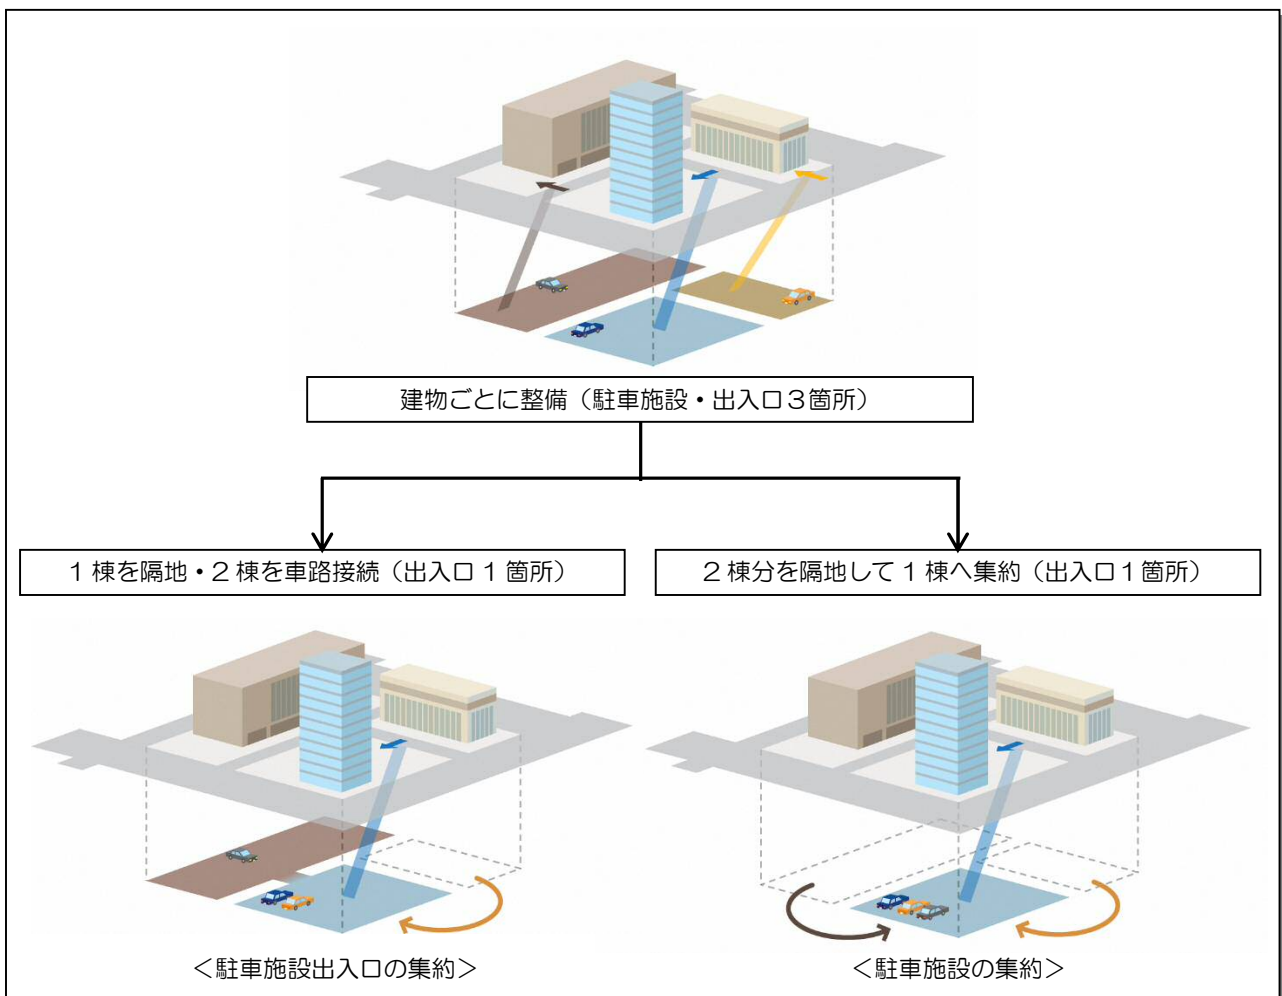 建物ごとに整備（駐車施設・出入口３箇所）
１棟を隔地・２棟を車路接続（出入口１箇所）
２棟分を隔地して１棟へ集約（出入口１箇所）
＜駐車施設出入口の集約＞
＜駐車施設の集約＞